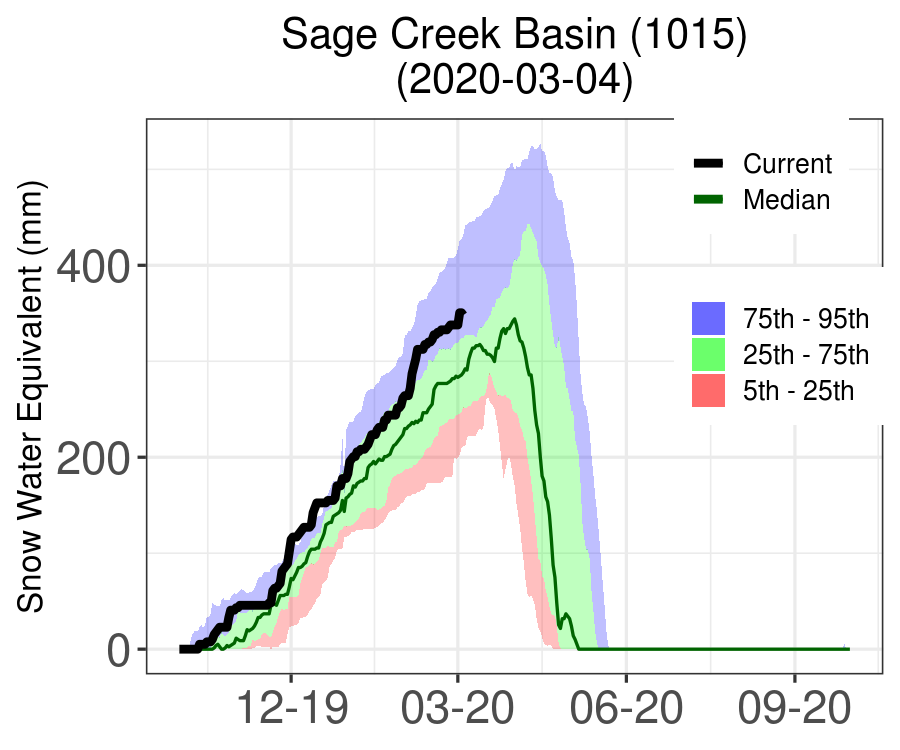 Sage Creek Basin (1015)
(2020-03-04)
Snow Water Equivalent (mm)
400
200
0
12-19
03-20
06-20
09-20
Current
Median
75th - 95th
25th - 75th
5th - 25th